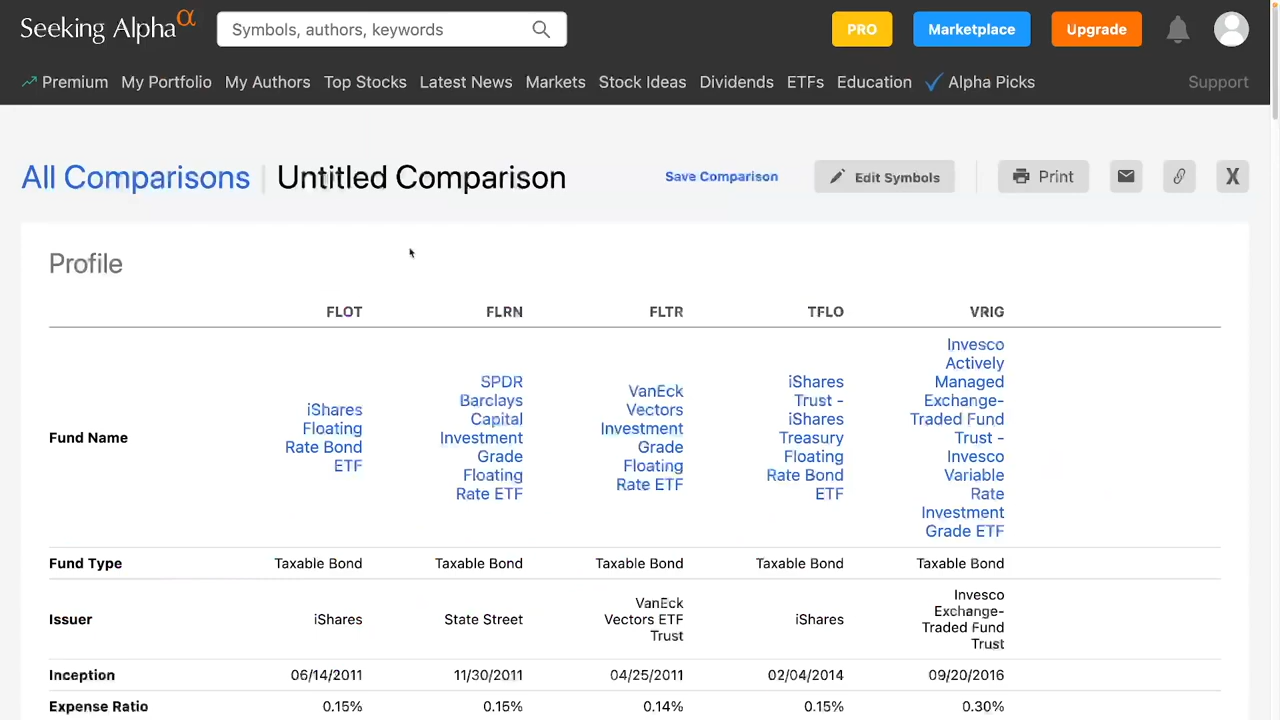 Seeking Alpha α
Symbols, authors, keywords
PRO
Marketplace
Upgrade
Premium My Portfolio My Authors Top Stocks Latest News Markets Stock Ideas Dividends ETFs Education Alpha Picks Support
All Comparisons | Untitled Comparison
Save Comparison
Edit Symbols
Print
X
Profile
FLOT FLRN FLTR TFLO VRIG
Fund Name
iShares
Floating
Rate Bond
ETF
SPDR
Barclays
Capital
Investment
Grade
Floating
Rate ETF
VanEck
Vectors
Investment
Grade
Floating
Rate ETF
iShares
Trust -
iShares
Treasury
Floating
Rate Bond
ETF
Invesco
Actively
Managed
Exchange-
Traded Fund
Trust -
Invesco
Variable
Rate
Investment
Grade ETF
Fund Type Taxable Bond Taxable Bond Taxable Bond Taxable Bond Taxable Bond
Issuer
iShares
State Street
VanEck
Vectors ETF
Trust
iShares
Invesco
Exchange-
Traded Fund
Trust
Inception 06/14/2011 11/30/2011 04/25/2011 02/04/2014 09/20/2016
Expense Ratio 0.15% 0.15% 0.14% 0.15% 0.30%